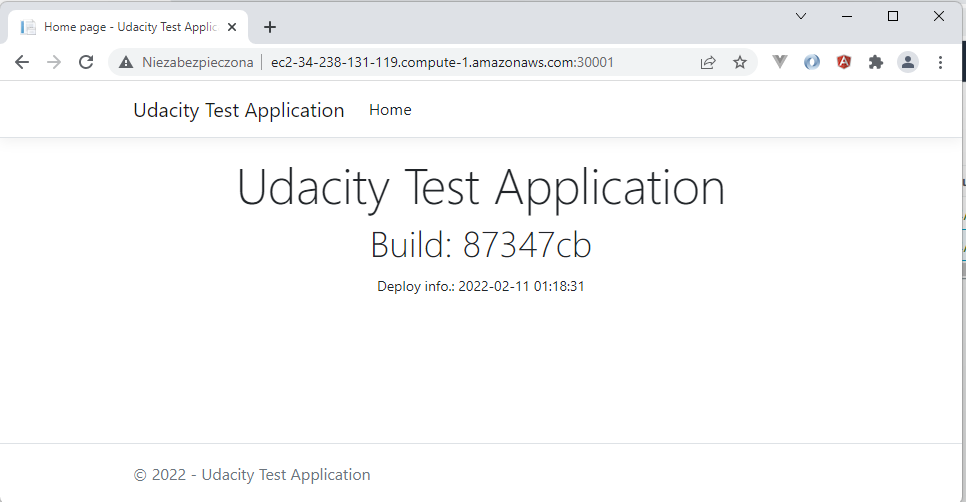 Home page - Udacity Test Applic
Niezabezpieczona | ec2-34-238-131-119.compute-1.amazonaws.com:30001
Udacity Test Application Home
Udacity Test Application
Build: 87347cb
Deploy info.: 2022-02-11 01:18:31
© 2022 - Udacity Test Application